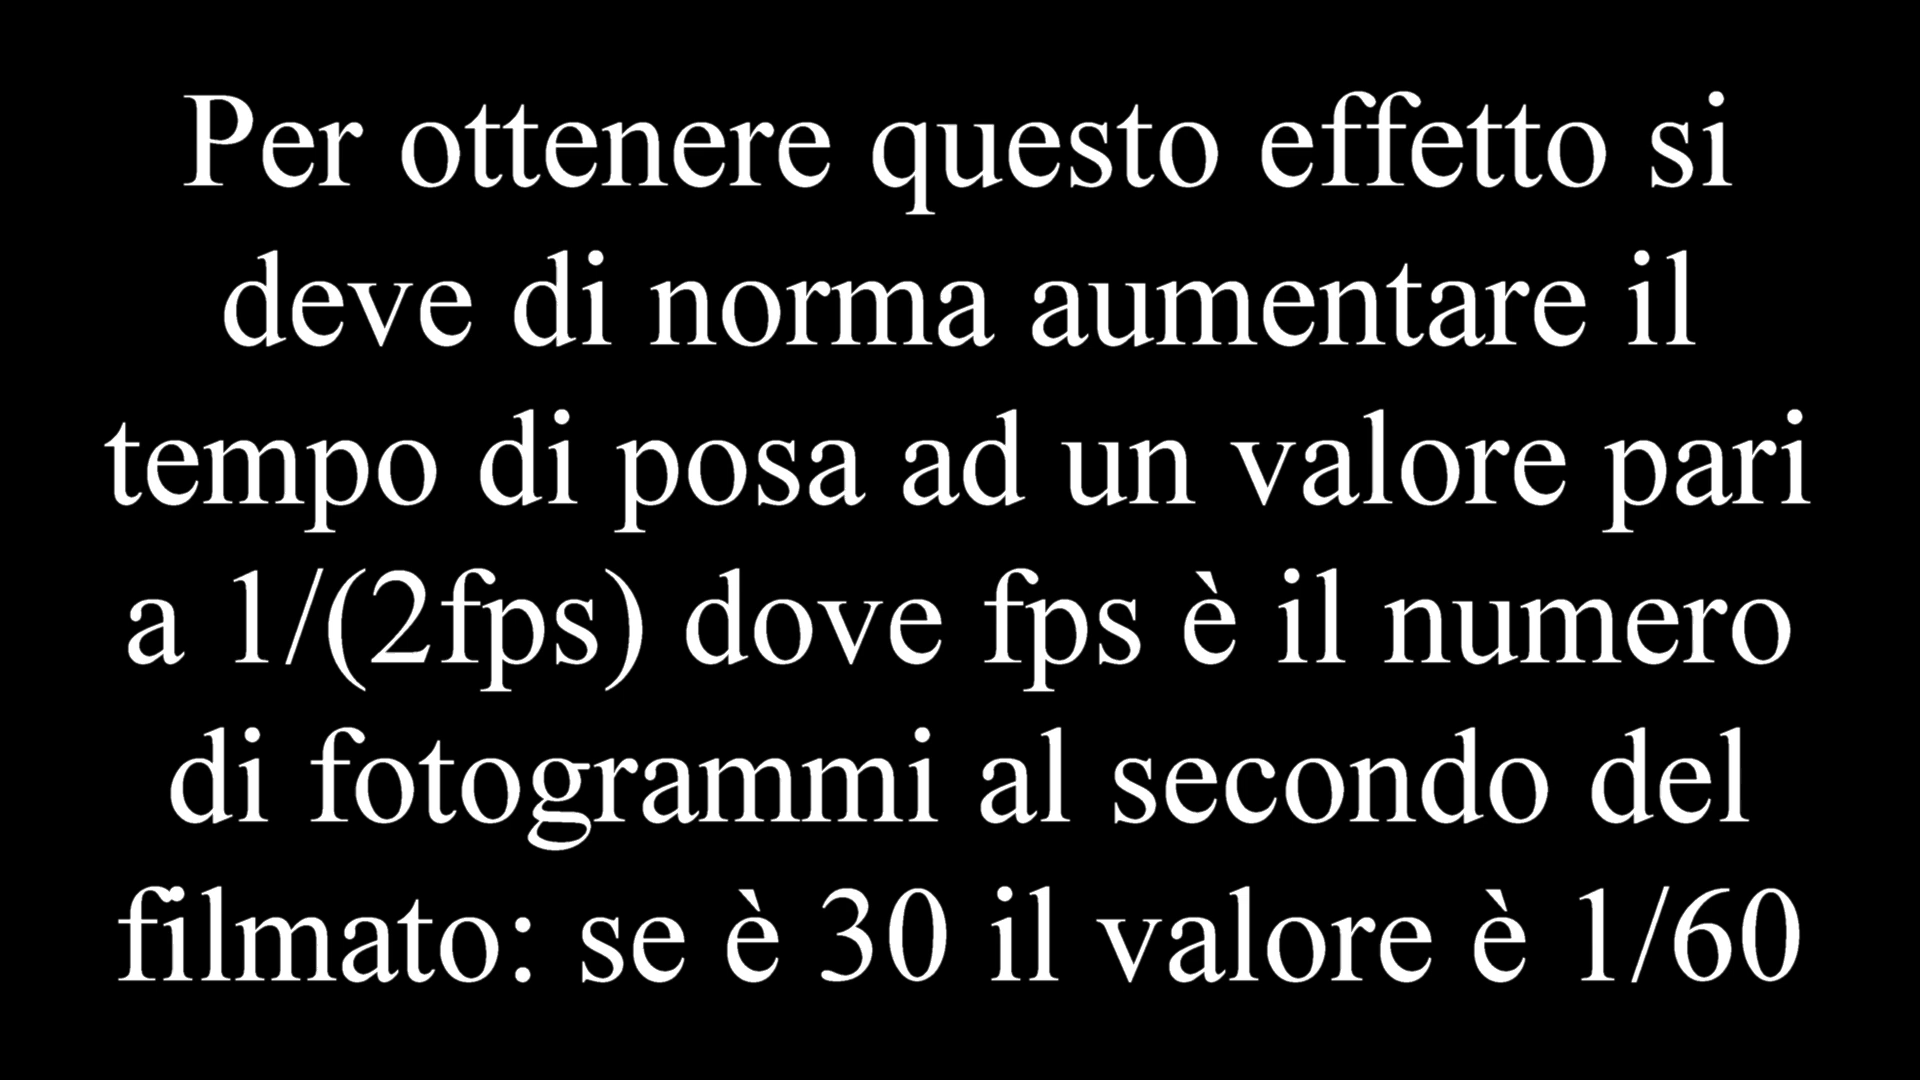 Per ottenere questo effetto si
deve di norma aumentare il
tempo di posa ad un valore pari
a 1/(2fps) dove fps è il numero
di fotogrammi al secondo del
filmato: se è 30 il valore è 1/60